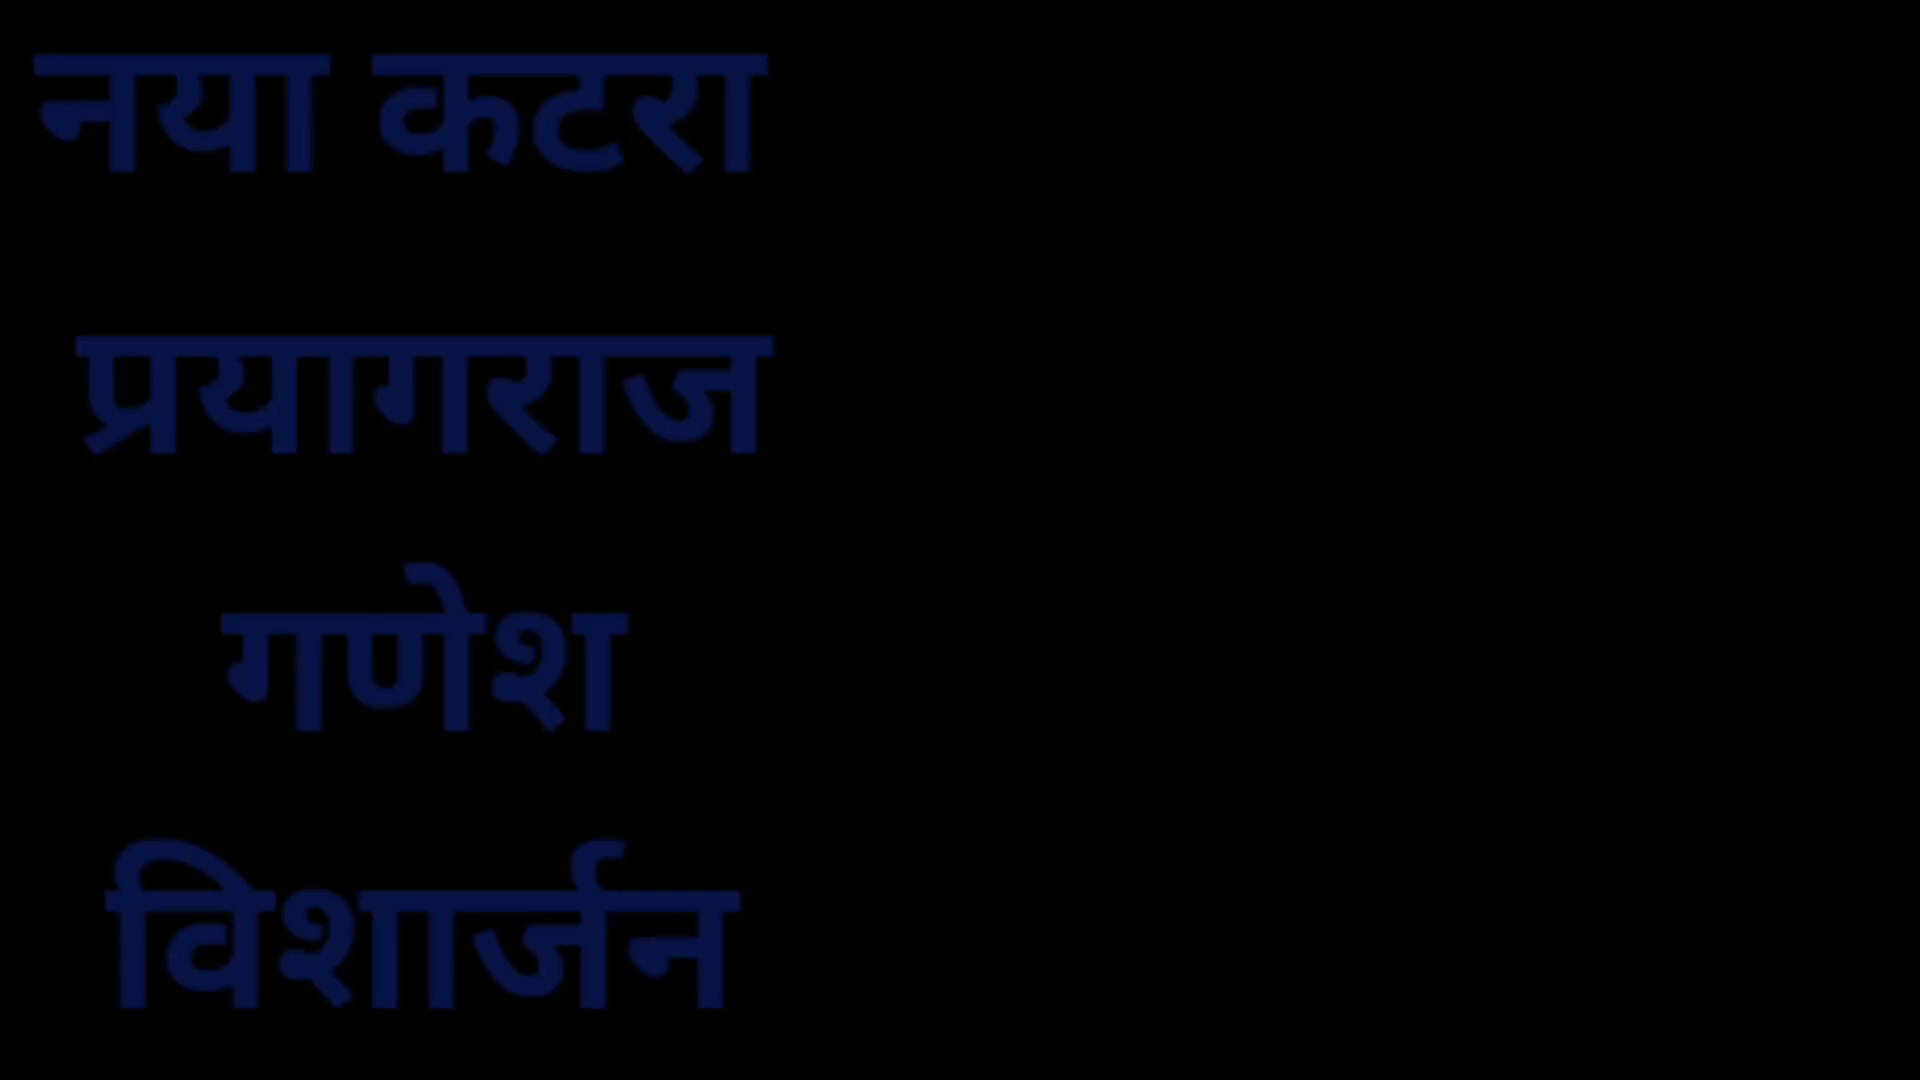 नया कटरा
प्रयागराज
गणेश
विशार्जन